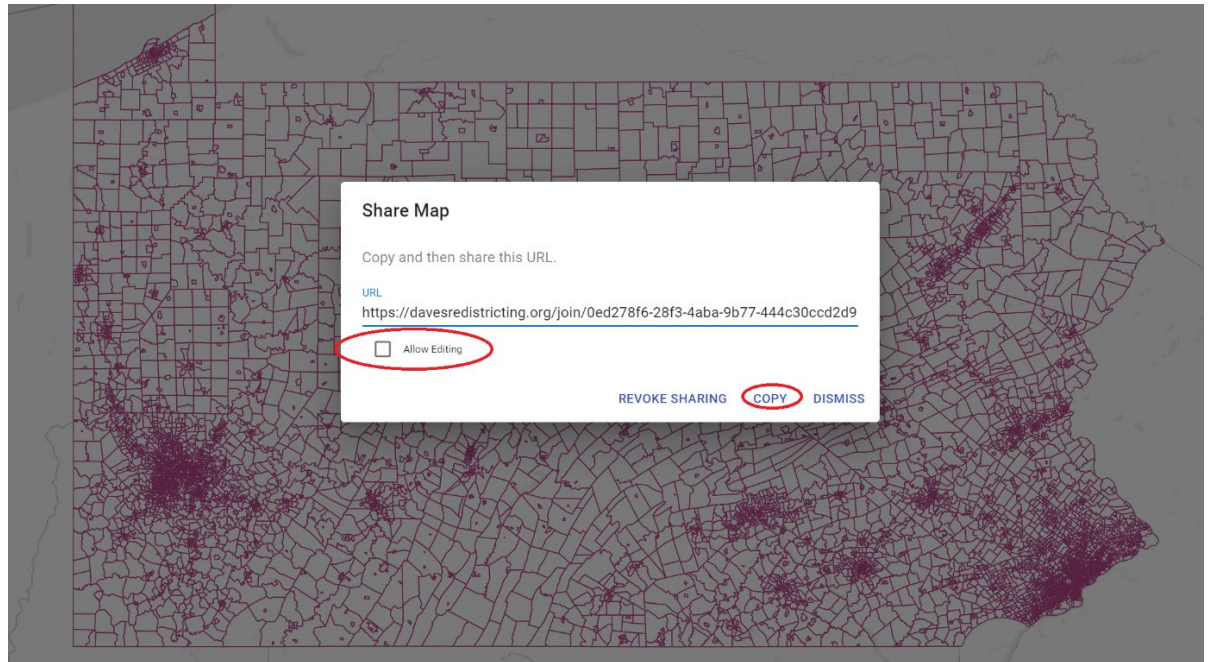 Share Map
Copy and then share this URL.
URL
https://davesredistricting.org/join/0ed278f6-28f3-4aba-9b77-444c30ccd2d9
Allow Editing
REVOKE SHARING COPY DISMISS